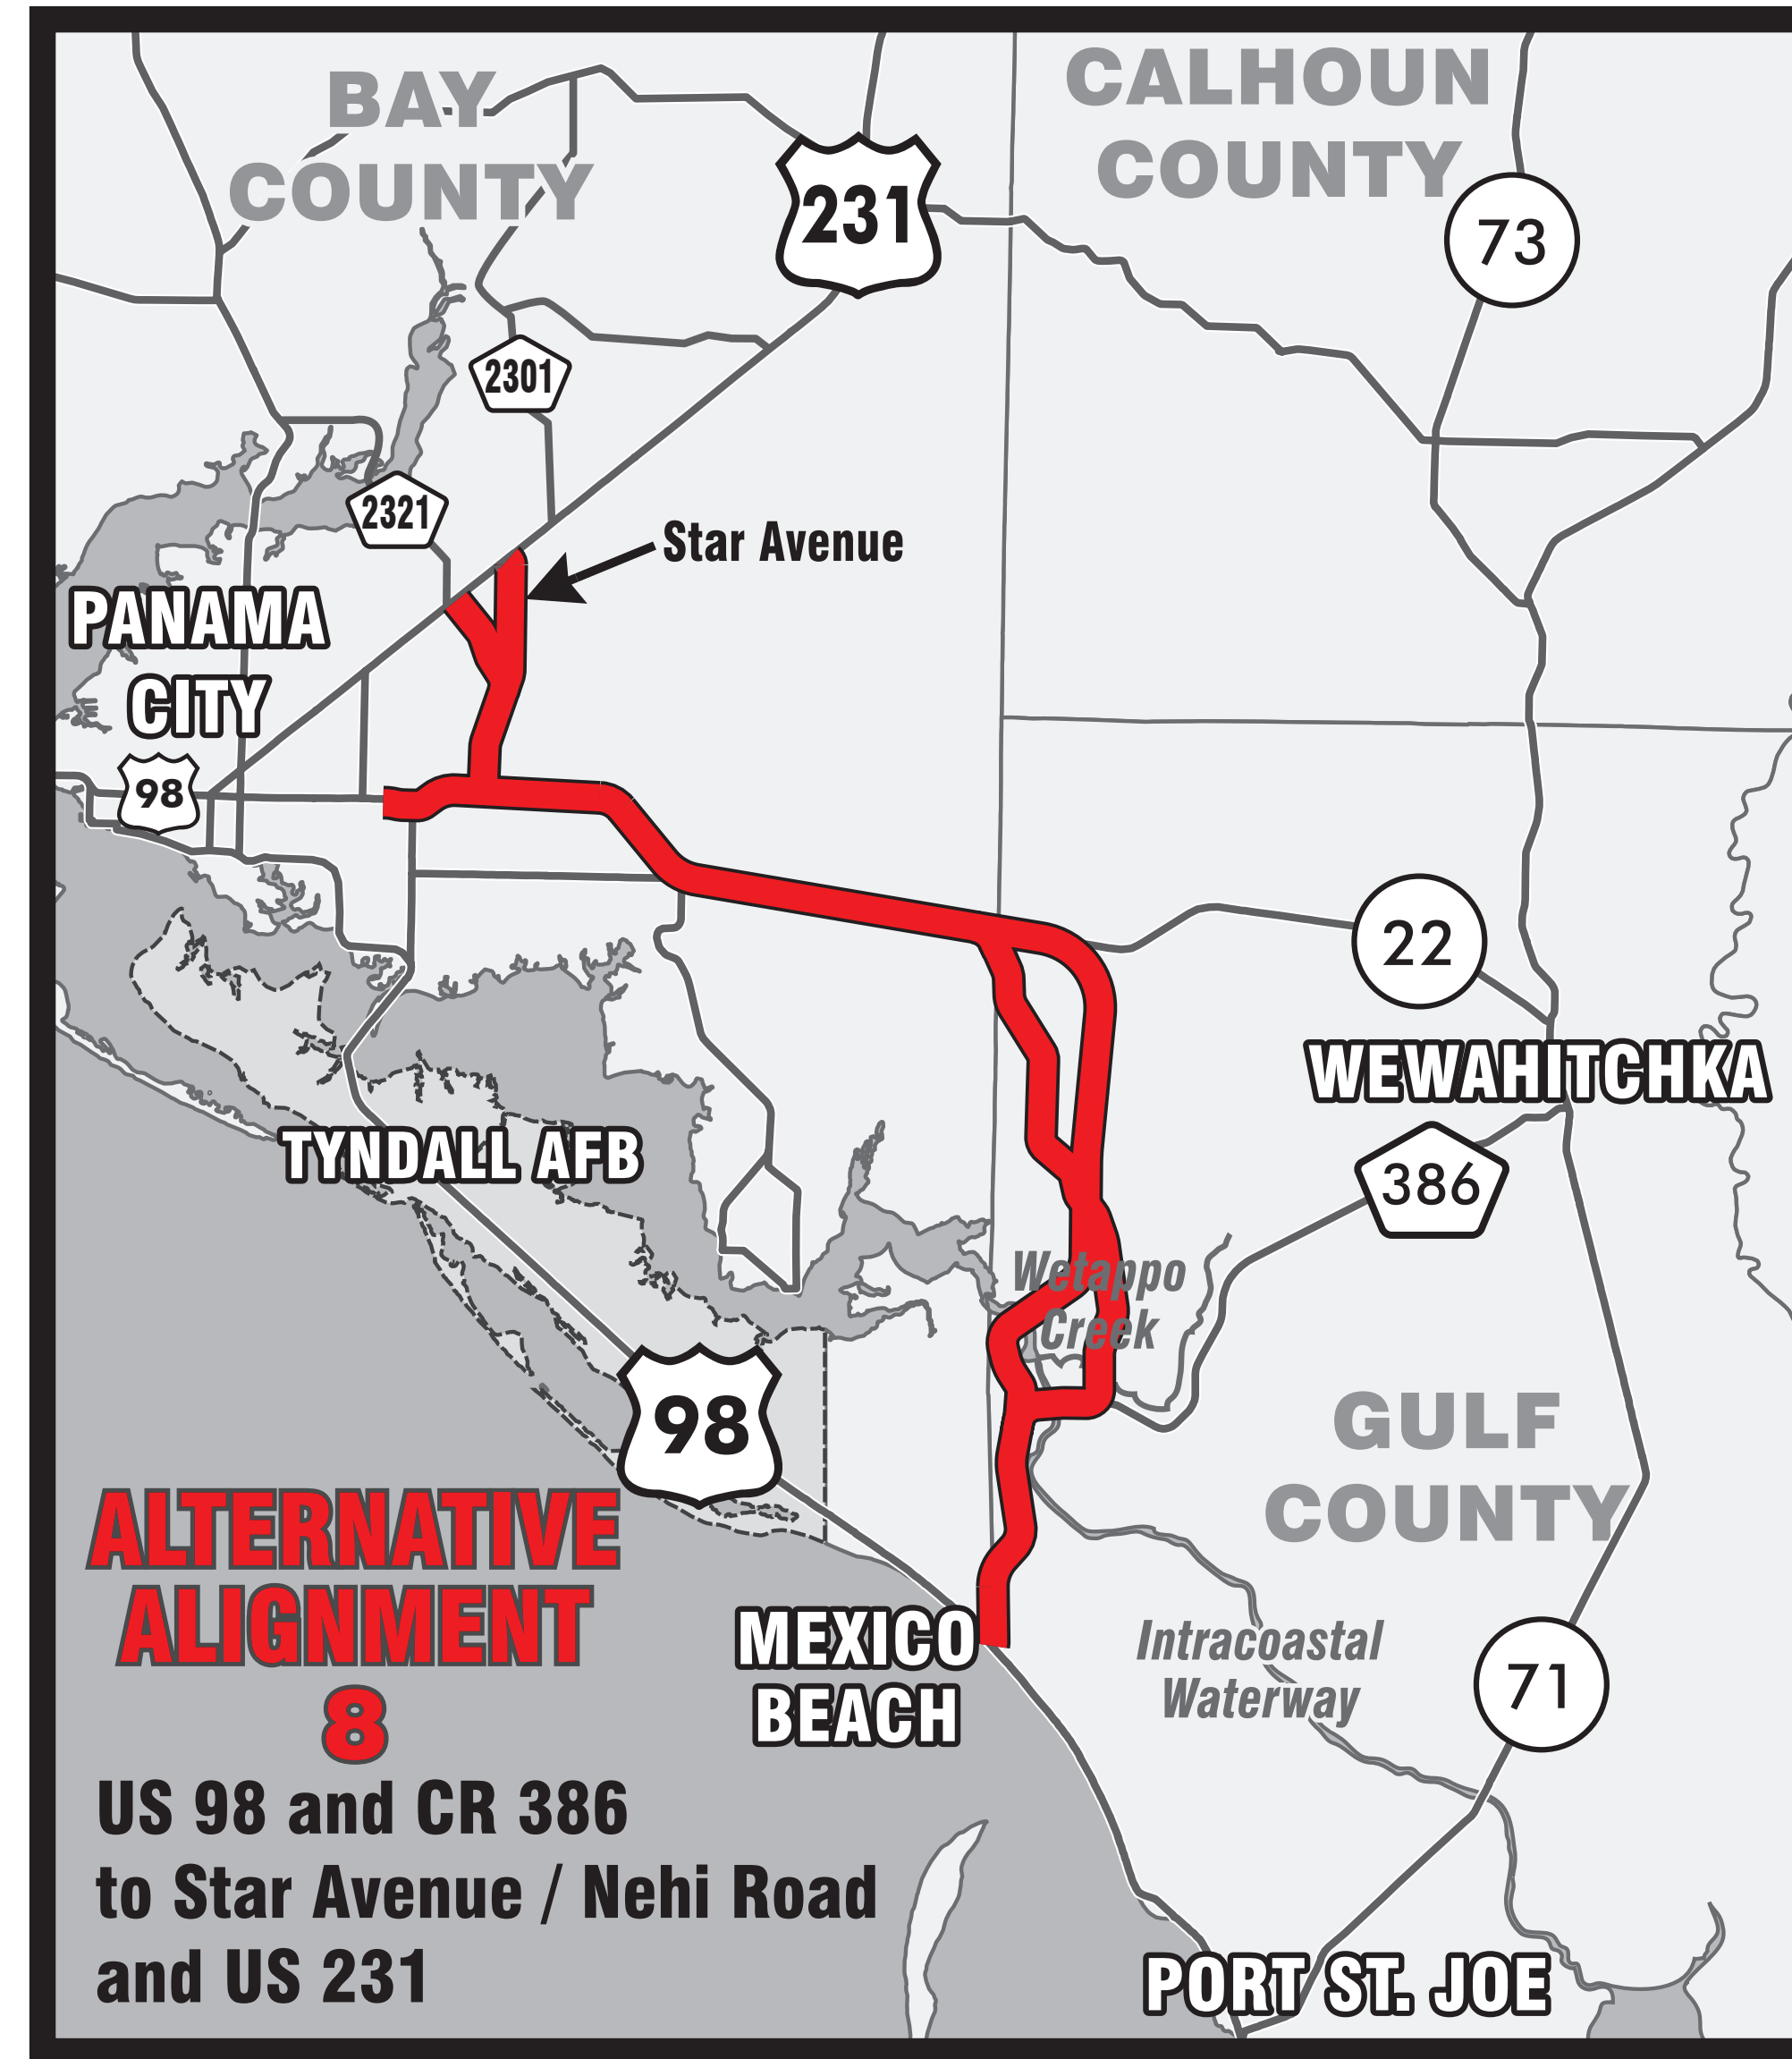 BAY
COUNTY
CALHOUN
COUNTY
231
73
2301
2321
Star Avenue
PANAMA
CITY
98
22
WEWAHITCHKA
TYNDALL AFB
386
Wetappo
Creek
98
GULF
COUNTY
ALTERNATIVE
ALIGNMENT
8
MEXICO
BEACH
Intracoastal
Waterway
71
US 98 and CR 386
to Star Avenue / Nehi Road
and US 231
PORT ST. JOE